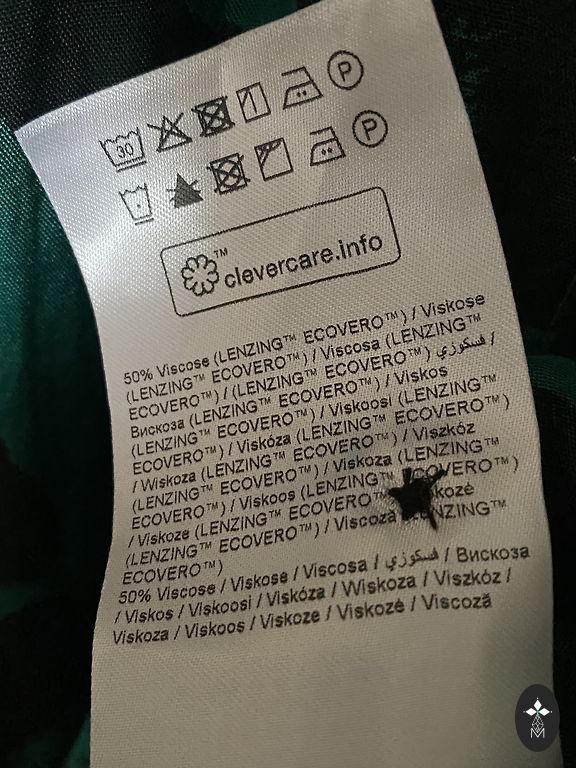 30
P
P
™
clevercare.info
50% Viscose (LENZING™ ECOVERO™) / Viskose
(LENZING™ ECOVERO™) / Viscosa (LENZING™
ECOVERO™) / (LENZING™ ECOVERO™) فسكوزي /
Вискоза (LENZING™ ECOVERO™) / Viskos
(LENZING™ ECOVERO™) / Viskoosi (LENZING™
ECOVERO™) / Viskóza (LENZING™ ECOVERO™)
/ Wiskoza (LENZING™ ECOVERO™) / Viszkóz
(LENZING™ ECOVERO™) / Viskoza (LENZING™
ECOVERO™) / Viskoos (LENZING™ ECOVERO™)
/ Viskoze (LENZING™ ECOVERO™
(LENZING™ ECOVERO™) / Viscoză
ECOVERO™)
50% Viscose / Viskose / Viscosa / فسكوزي / Вискоза
/ Viskos / Viskoosi / Viskóza / Wiskoza / Viszkóz /
Viskoza / Viskoos / Viskoze / Viskozė / Viscoză
M